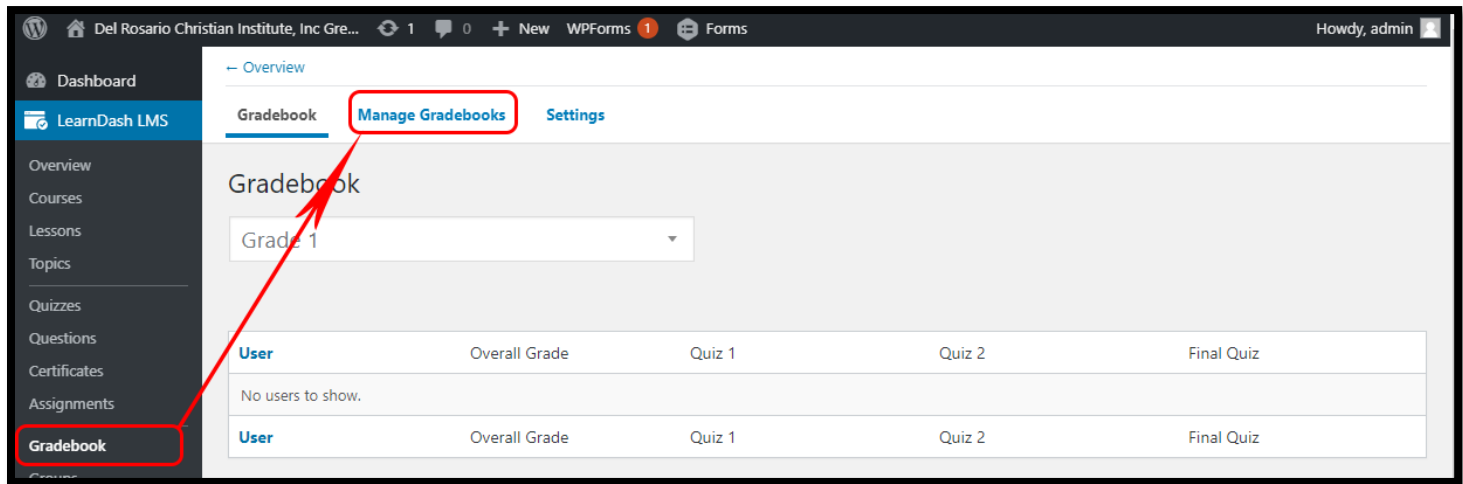 Del Rosario Christian Institute, Inc Gre... 1 0 New WPForms 1 Forms Howdy, admin
Dashboard
LearnDash LMS
Overview
Courses
Lessons
Topics
Quizzes
Questions
Certificates
Assignments
Gradebook
Groups
← Overview
Gradebook Manage Gradebooks Settings
Gradebook
Grade 1
User Overall Grade Quiz 1 Quiz 2 Final Quiz
No users to show.
User Overall Grade Quiz 1 Quiz 2 Final Quiz